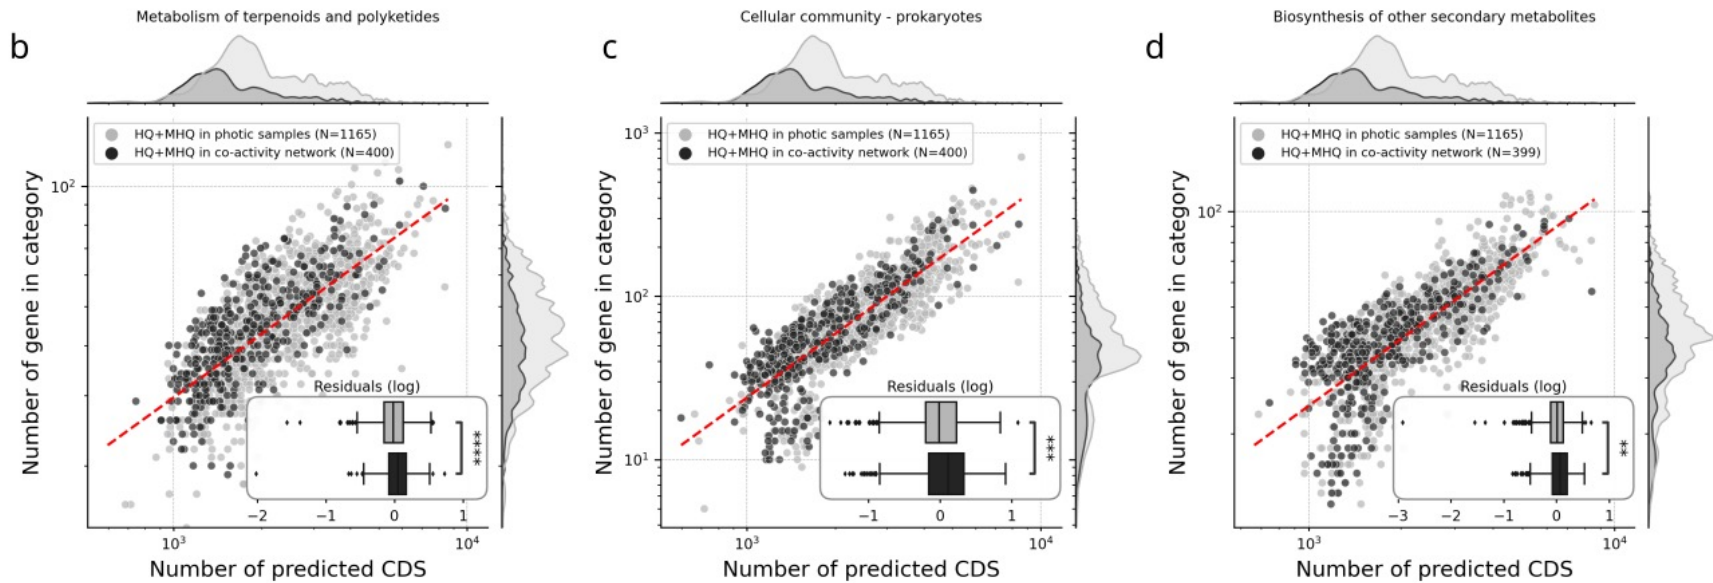 Metabolism of terpenoids and polyketides
b
HQ+MHQ in photic samples (N=1165)
HQ+MHQ in co-activity network (N=400)
Number of gene in category
10²
Residuals (log)
****
−2 −1 0 1
10³ 10⁴
Number of predicted CDS
Cellular community - prokaryotes
c
HQ+MHQ in photic samples (N=1165)
HQ+MHQ in co-activity network (N=400)
Number of gene in category
10³
10²
10¹
Residuals (log)
***
−1 0 1
10³ 10⁴
Number of predicted CDS
Biosynthesis of other secondary metabolites
d
HQ+MHQ in photic samples (N=1165)
HQ+MHQ in co-activity network (N=399)
Number of gene in category
10²
Residuals (log)
**
−3 −2 −1 0 1
10³ 10⁴
Number of predicted CDS